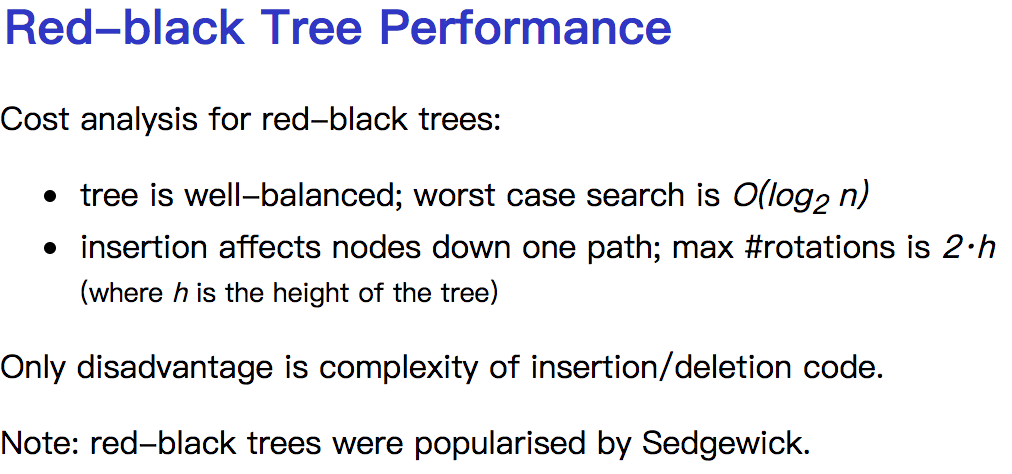 Red-black Tree Performance
Cost analysis for red-black trees:
• tree is well-balanced; worst case search is O(log₂ n)
• insertion affects nodes down one path; max #rotations is 2·h
(where h is the height of the tree)
Only disadvantage is complexity of insertion/deletion code.
Note: red-black trees were popularised by Sedgewick.